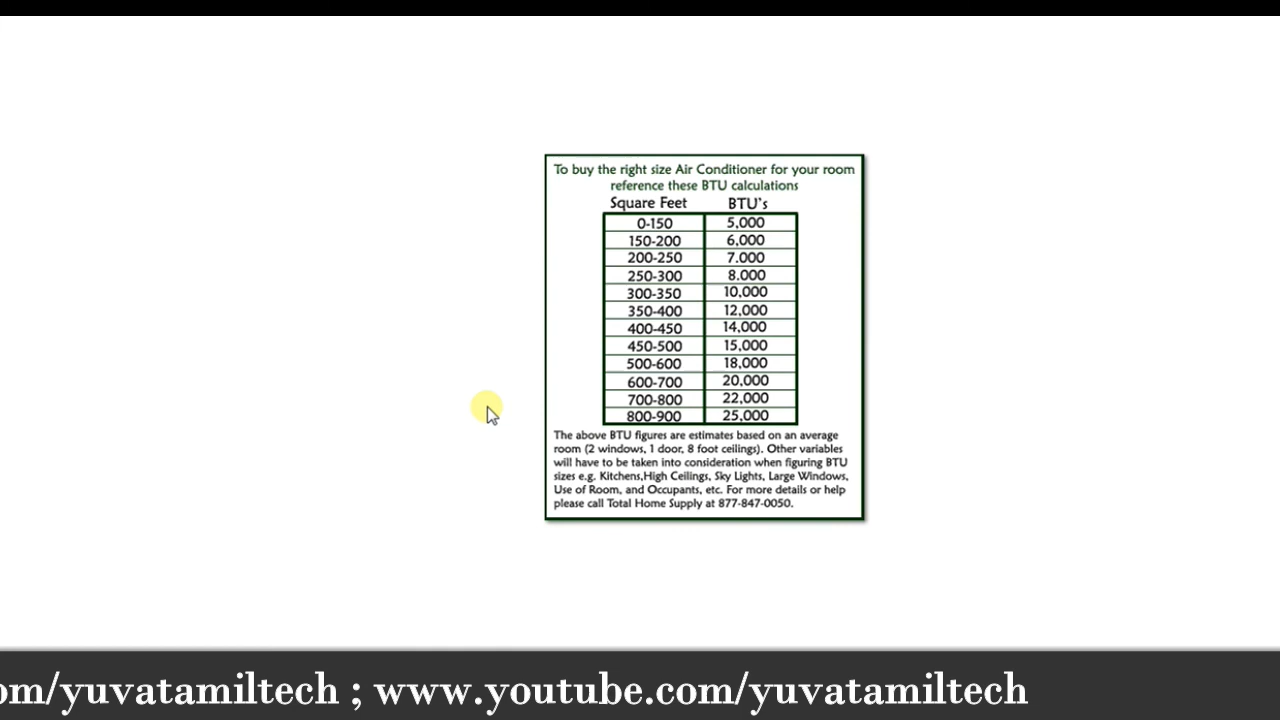 To buy the right size Air Conditioner for your room
reference these BTU calculations
Square Feet BTU's
0-150 5,000
150-200 6,000
200-250 7.000
250-300 8.000
300-350 10,000
350-400 12,000
400-450 14,000
450-500 15,000
500-600 18,000
600-700 20,000
700-800 22,000
800-900 25,000
The above BTU figures are estimates based on an average
room (2 windows, 1 door, 8 foot ceilings). Other variables
will have to be taken into consideration when figuring BTU
sizes e.g. Kitchens,High Ceilings, Sky Lights, Large Windows,
Use of Room, and Occupants, etc. For more details or help
please call Total Home Supply at 877-847-0050.
om/yuvatamiltech ; www.youtube.com/yuvatamiltech